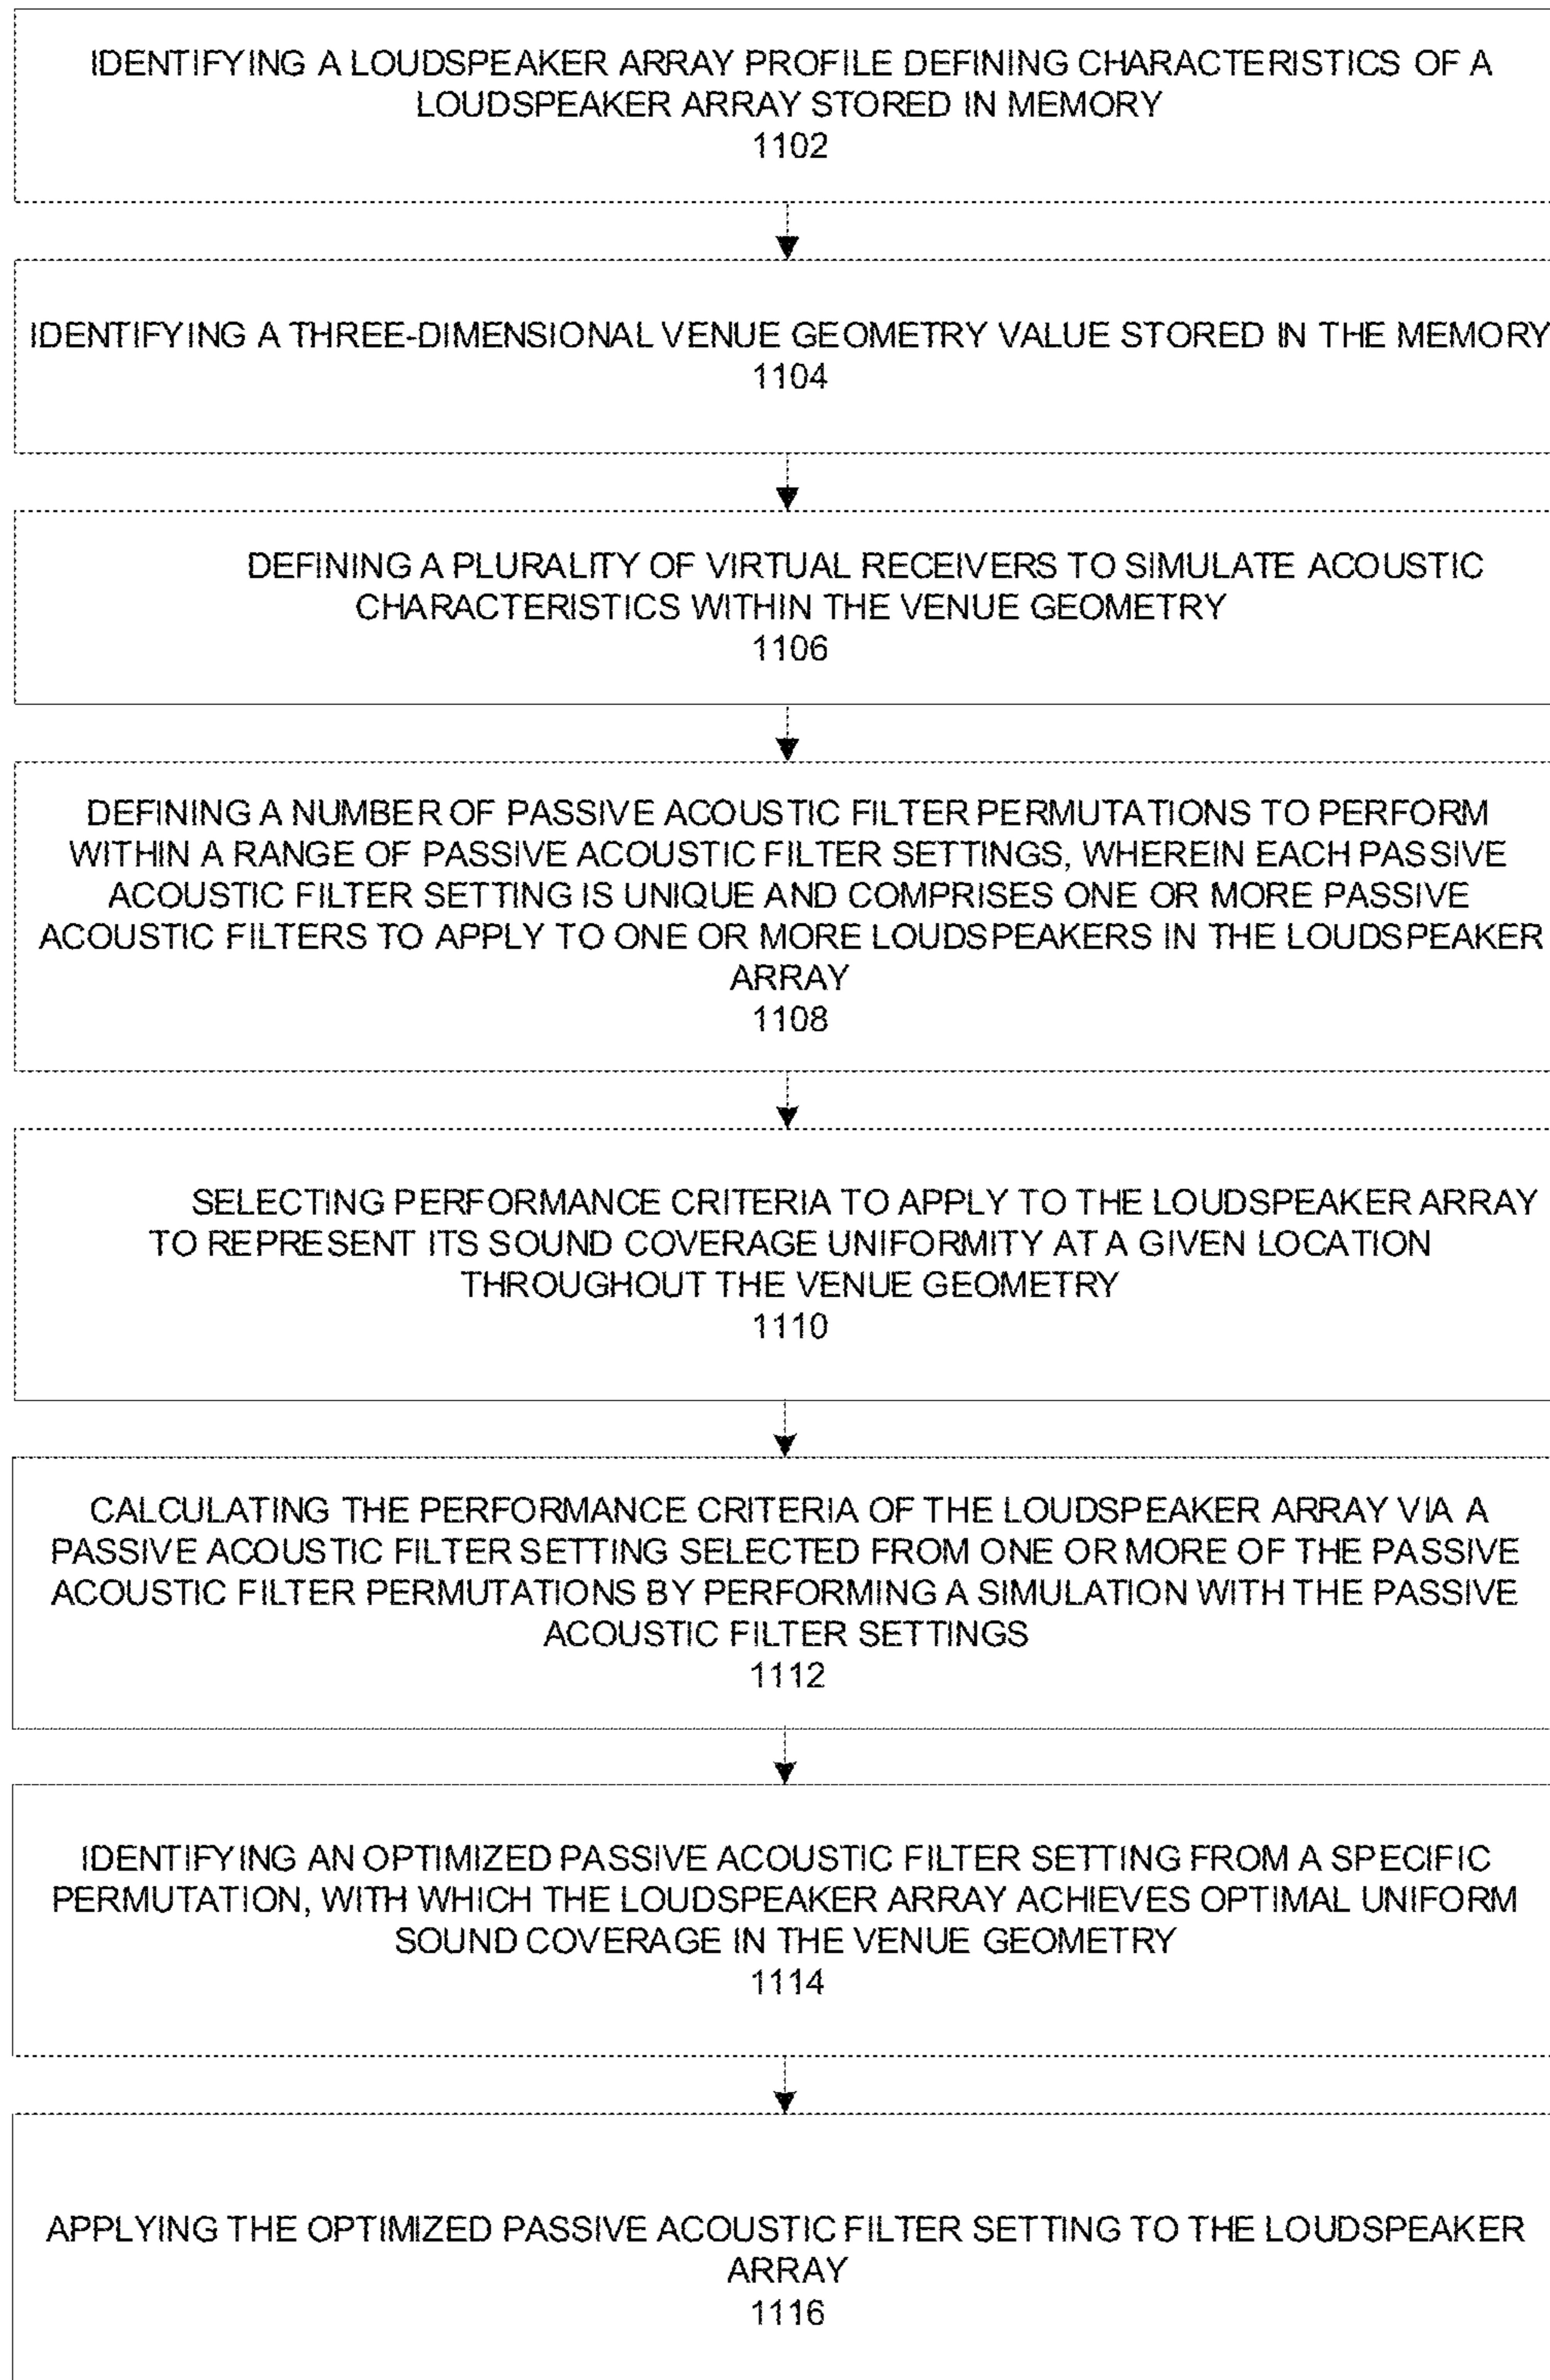 IDENTIFYING A LOUDSPEAKER ARRAY PROFILE DEFINING CHARACTERISTICS OF A
LOUDSPEAKER ARRAY STORED IN MEMORY
1102
IDENTIFYING A THREE-DIMENSIONAL VENUE GEOMETRY VALUE STORED IN THE MEMORY
1104
DEFINING A PLURALITY OF VIRTUAL RECEIVERS TO SIMULATE ACOUSTIC
CHARACTERISTICS WITHIN THE VENUE GEOMETRY
1106
DEFINING A NUMBER OF PASSIVE ACOUSTIC FILTER PERMUTATIONS TO PERFORM
WITHIN A RANGE OF PASSIVE ACOUSTIC FILTER SETTINGS, WHEREIN EACH PASSIVE
ACOUSTIC FILTER SETTING IS UNIQUE AND COMPRISES ONE OR MORE PASSIVE
ACOUSTIC FILTERS TO APPLY TO ONE OR MORE LOUDSPEAKERS IN THE LOUDSPEAKER
ARRAY
1108
SELECTING PERFORMANCE CRITERIA TO APPLY TO THE LOUDSPEAKER ARRAY
TO REPRESENT ITS SOUND COVERAGE UNIFORMITY AT A GIVEN LOCATION
THROUGHOUT THE VENUE GEOMETRY
1110
CALCULATING THE PERFORMANCE CRITERIA OF THE LOUDSPEAKER ARRAY VIA A
PASSIVE ACOUSTIC FILTER SETTING SELECTED FROM ONE OR MORE OF THE PASSIVE
ACOUSTIC FILTER PERMUTATIONS BY PERFORMING A SIMULATION WITH THE PASSIVE
ACOUSTIC FILTER SETTINGS
1112
IDENTIFYING AN OPTIMIZED PASSIVE ACOUSTIC FILTER SETTING FROM A SPECIFIC
PERMUTATION, WITH WHICH THE LOUDSPEAKER ARRAY ACHIEVES OPTIMAL UNIFORM
SOUND COVERAGE IN THE VENUE GEOMETRY
1114
APPLYING THE OPTIMIZED PASSIVE ACOUSTIC FILTER SETTING TO THE LOUDSPEAKER
ARRAY
1116